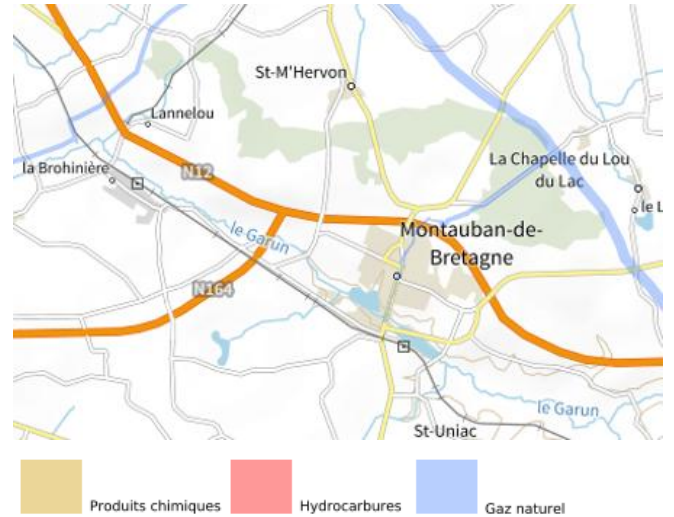 St-M'Hervon
Lannelou
La Chapelle du Lou
du Lac
la Brohinière
N12
le L
le Garun
Montauban-de-
Bretagne
N164
le Garun
St-Uniac
Produits chimiques
Hydrocarbures
Gaz naturel